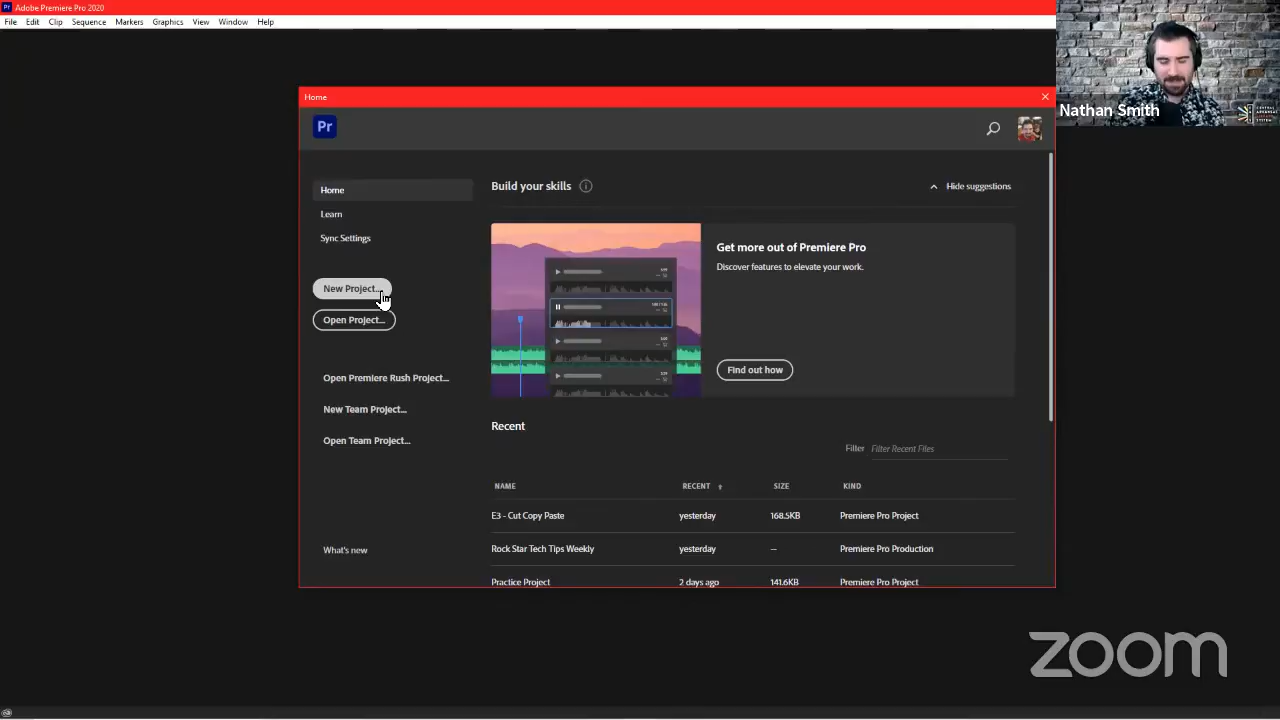 Pr Adobe Premiere Pro 2020
File Edit Clip Sequence Markers Graphics View Window Help
Nathan Smith
CENTRAL
ARKANSAS
LIBRARY
SYSTEM
Home
Pr
Home
Learn
Sync Settings
New Project...
Open Project...
Open Premiere Rush Project...
New Team Project...
Open Team Project...
What's new
Build your skills
Hide suggestions
Get more out of Premiere Pro
Discover features to elevate your work.
Find out how
Recent
Filter Filter Recent Files
NAME RECENT SIZE KIND
E3 - Cut Copy Paste yesterday 168.5KB Premiere Pro Project
Rock Star Tech Tips Weekly yesterday -- Premiere Pro Production
Practice Project 2 days ago 141.6KB Premiere Pro Project
zoom